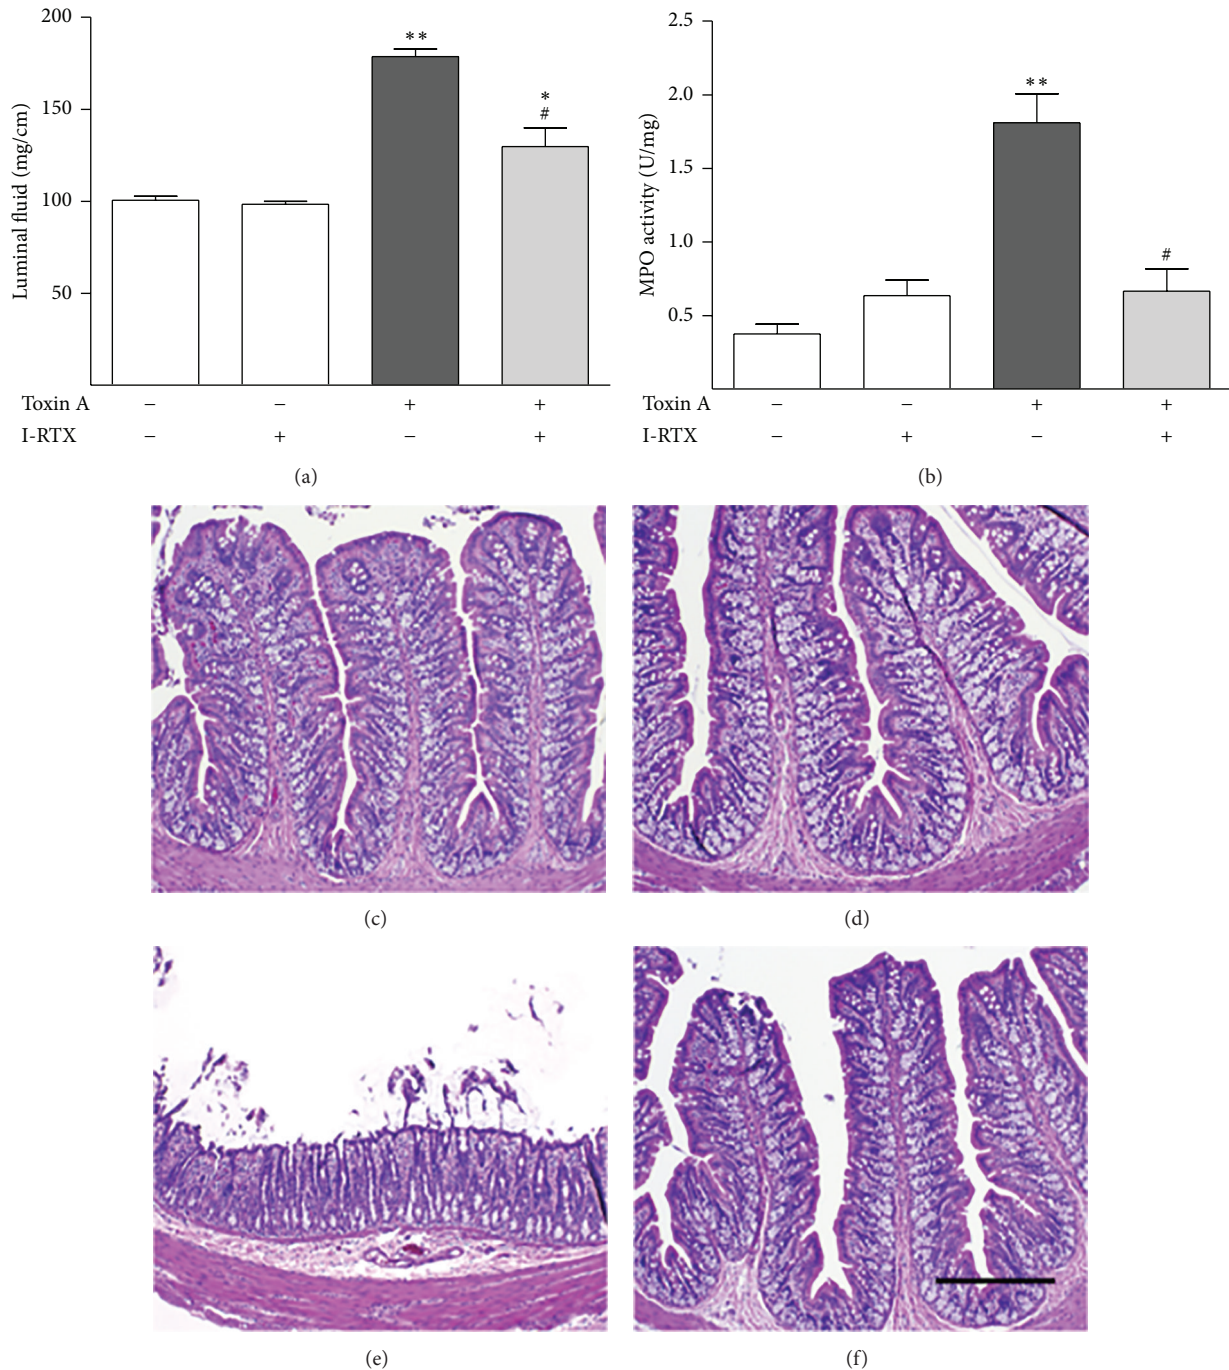 200
150
100
50
Luminal fluid (mg/cm)
**
*
#
Toxin A − − + +
I-RTX − + − +
(a)
2.5
2.0
1.5
1.0
0.5
MPO activity (U/mg)
**
#
Toxin A − − + +
I-RTX − + − +
(b)
(c)
(d)
(e)
(f)